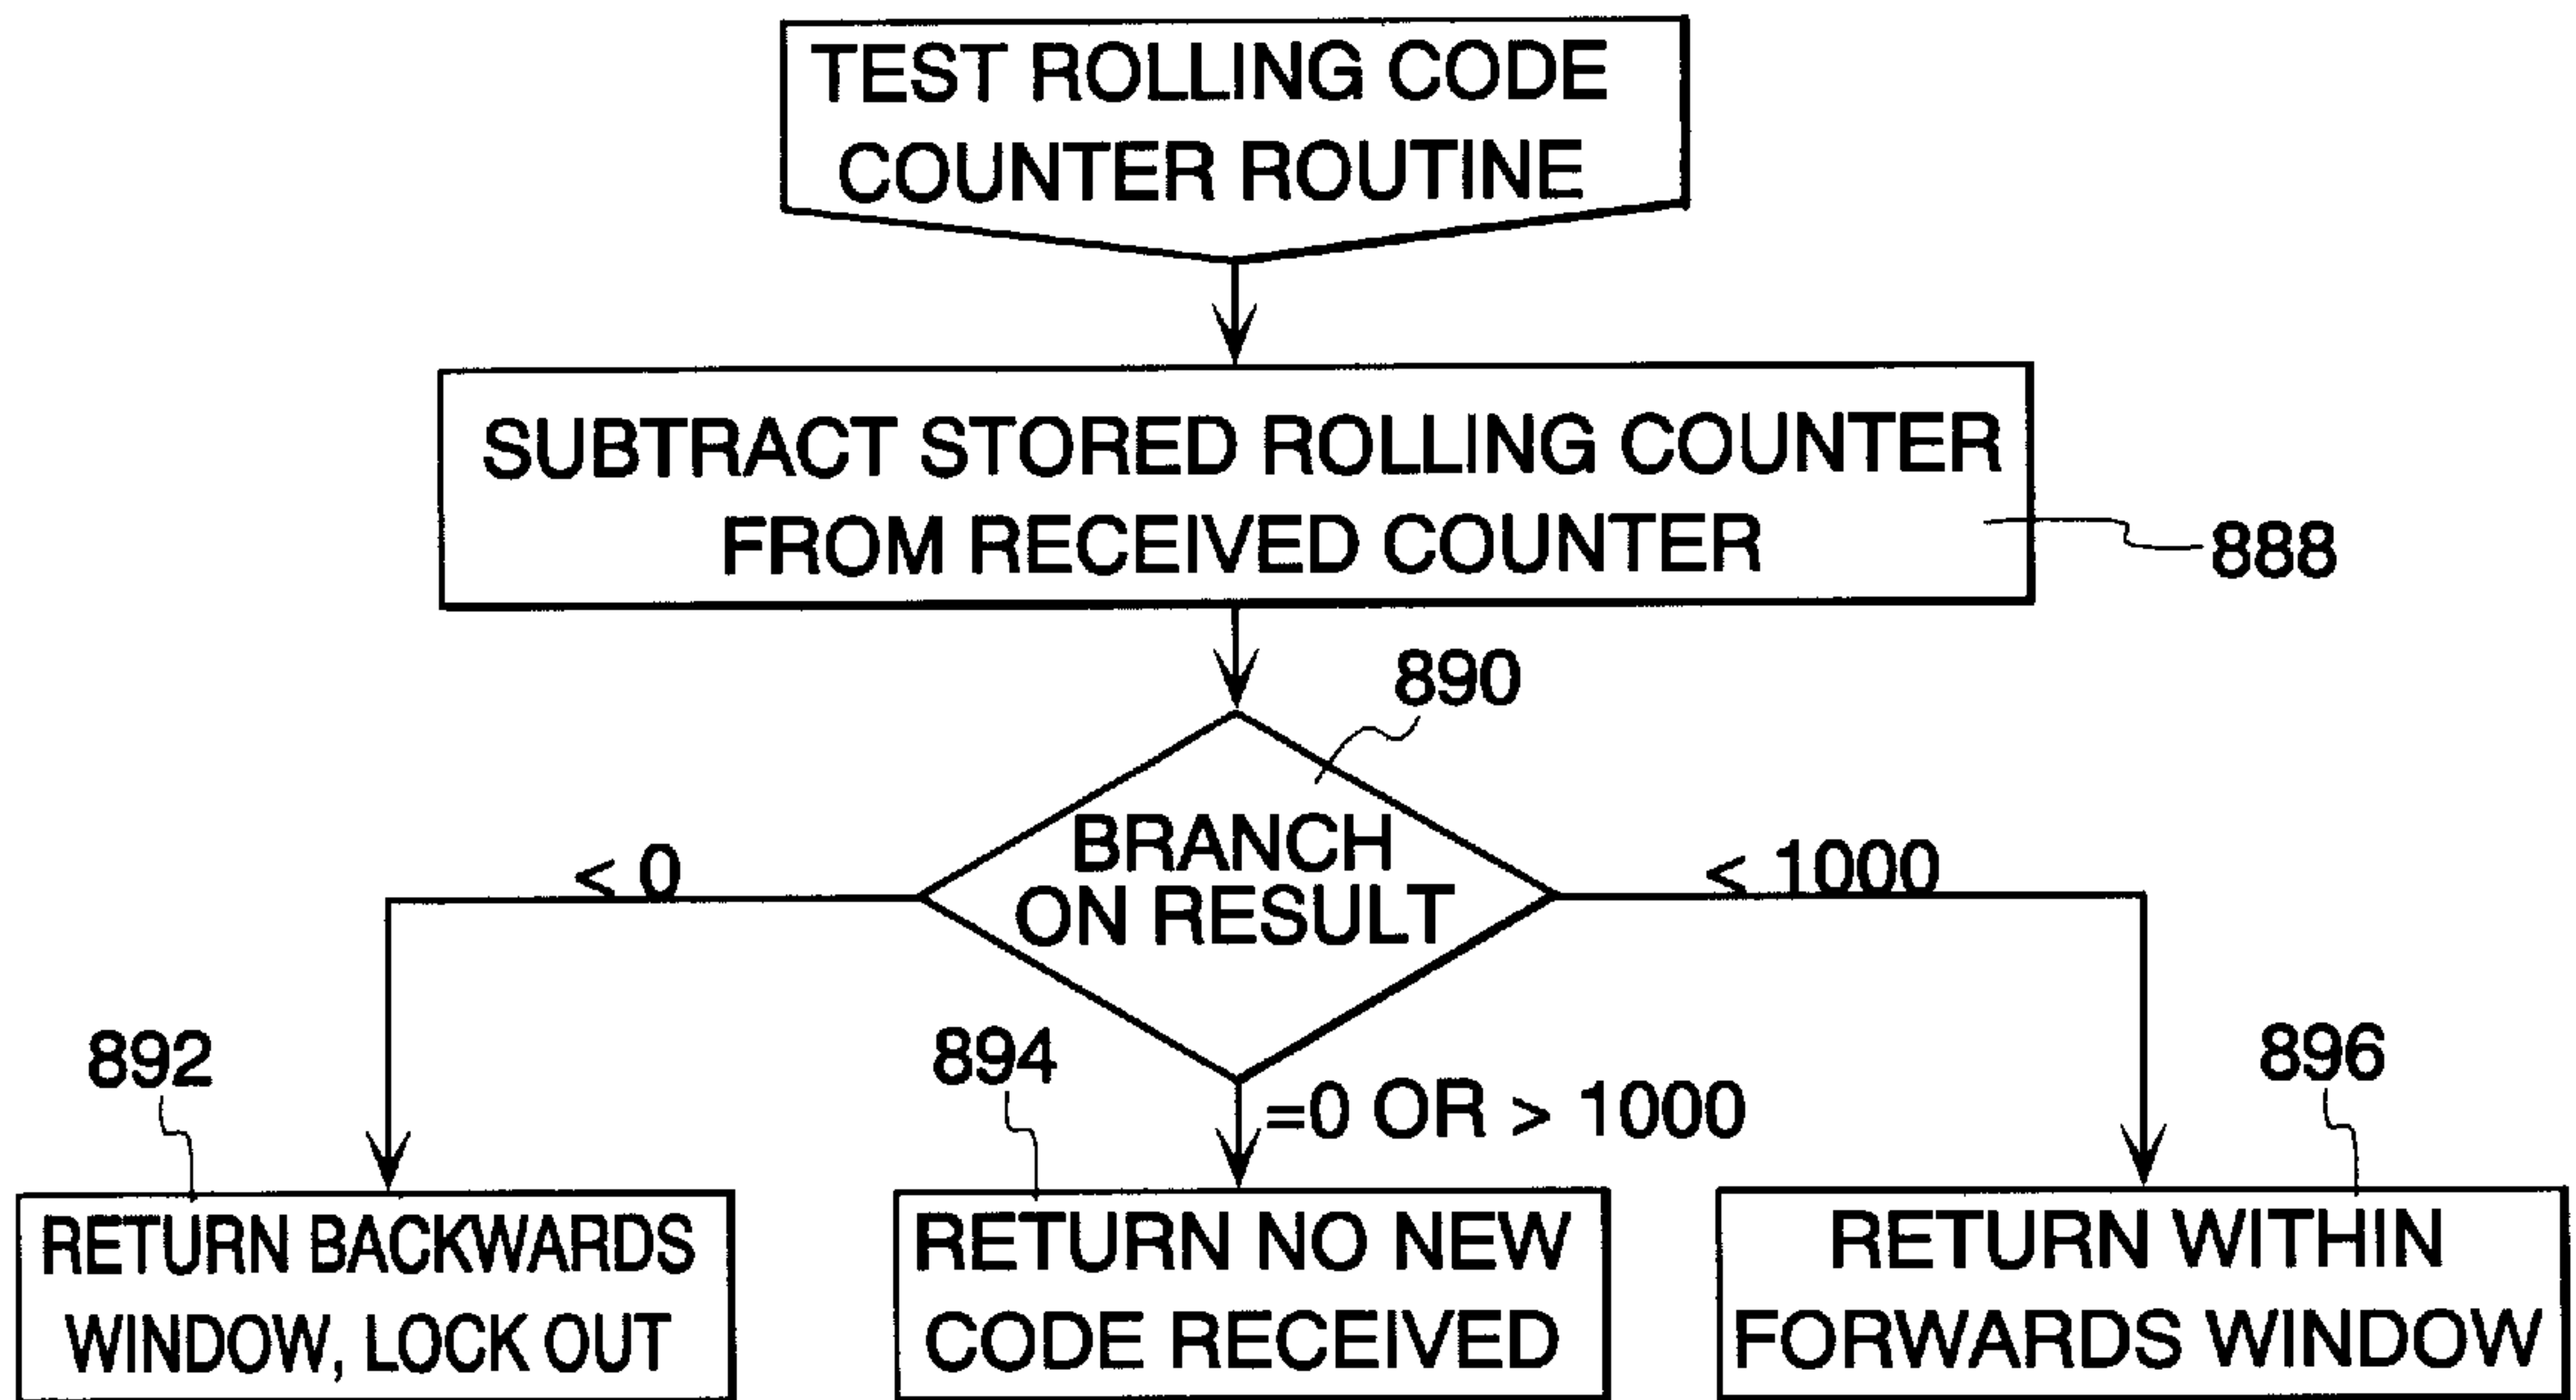 TEST ROLLING CODE
COUNTER ROUTINE
SUBTRACT STORED ROLLING COUNTER
FROM RECEIVED COUNTER
888
890
BRANCH
ON RESULT
< 0
< 1000
=0 OR > 1000
892
894
896
RETURN BACKWARDS
WINDOW, LOCK OUT
RETURN NO NEW
CODE RECEIVED
RETURN WITHIN
FORWARDS WINDOW